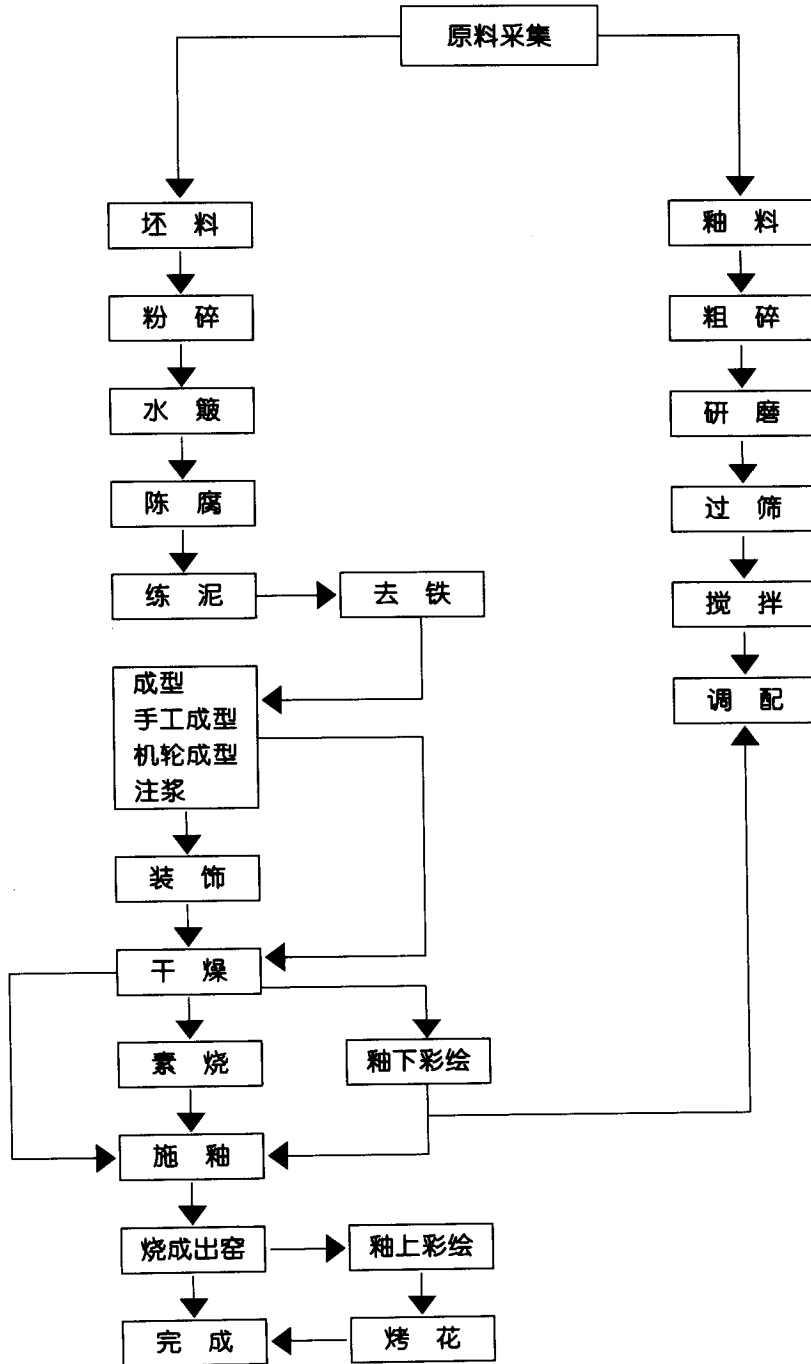 原料采集
坯料
釉料
粉碎
粗碎
水簸
研磨
陈腐
过筛
练泥
去铁
搅拌
成型
手工成型
机轮成型
注浆
调配
装饰
干燥
素烧
釉下彩绘
施釉
烧成出窑
釉上彩绘
完成
烤花